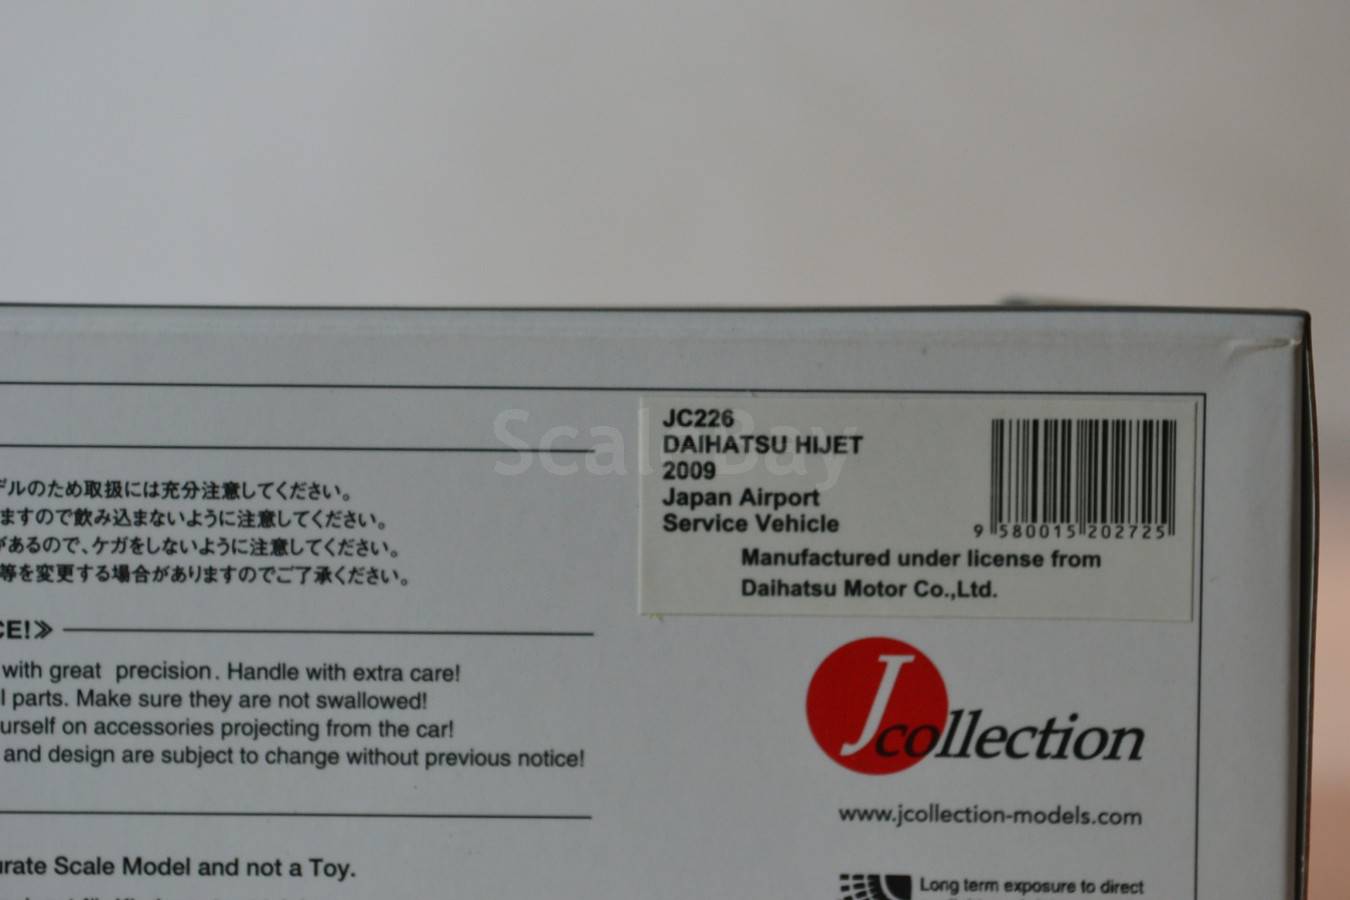 JC226
DAIHATSU HIJET
2009
Japan Airport
Service Vehicle
9 580015 202725
Manufactured under license from
Daihatsu Motor Co.,Ltd.
ScaleBay
デルのため取扱には充分注意してください。
ますので飲み込まないように注意してください。
があるので、ケガをしないように注意してください。
等を変更する場合がありますのでご了承ください。
CE!≫
with great precision. Handle with extra care!
l parts. Make sure they are not swallowed!
urself on accessories projecting from the car!
and design are subject to change without previous notice!
Jcollection
www.jcollection-models.com
urate Scale Model and not a Toy.
Long term exposure to direct